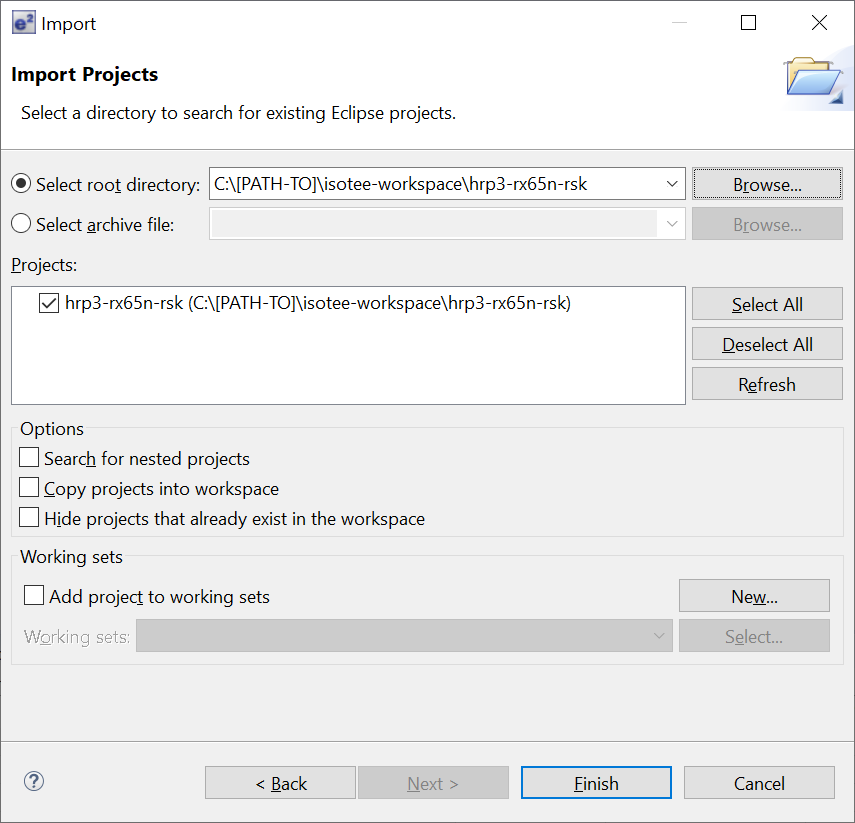 e² Import
Import Projects
Select a directory to search for existing Eclipse projects.
Select root directory: C:\[PATH-TO]\isotee-workspace\hrp3-rx65n-rsk Browse...
Select archive file: Browse...
Projects:
hrp3-rx65n-rsk (C:\[PATH-TO]\isotee-workspace\hrp3-rx65n-rsk) Select All
Deselect All
Refresh
Options
Search for nested projects
Copy projects into workspace
Hide projects that already exist in the workspace
Working sets
Add project to working sets New...
Working sets: Select...
? < Back Next > Finish Cancel